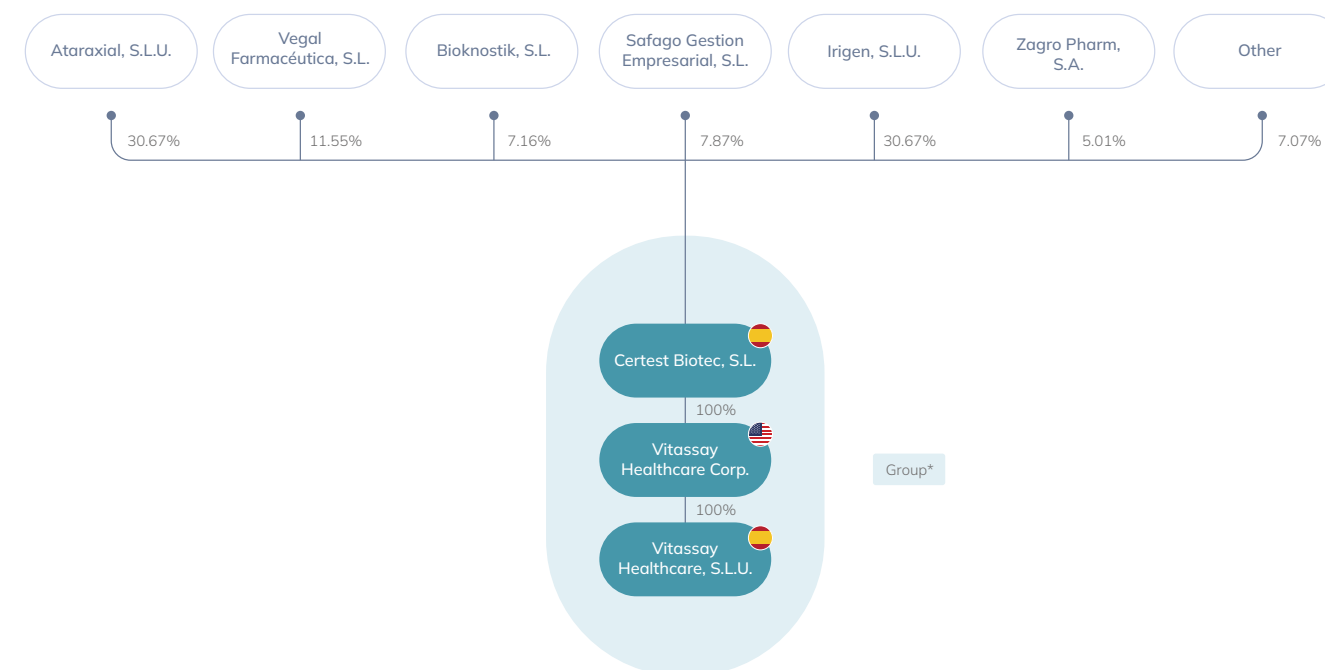 Ataraxial, S.L.U.
Vegal
Farmacéutica, S.L.
Bioknostik, S.L.
Safago Gestion
Empresarial, S.L.
Irigen, S.L.U.
Zagro Pharm,
S.A.
Other
30.67%
11.55%
7.16%
7.87%
30.67%
5.01%
7.07%
Certest Biotec, S.L.
100%
Vitassay
Healthcare Corp.
Group*
100%
Vitassay
Healthcare, S.L.U.